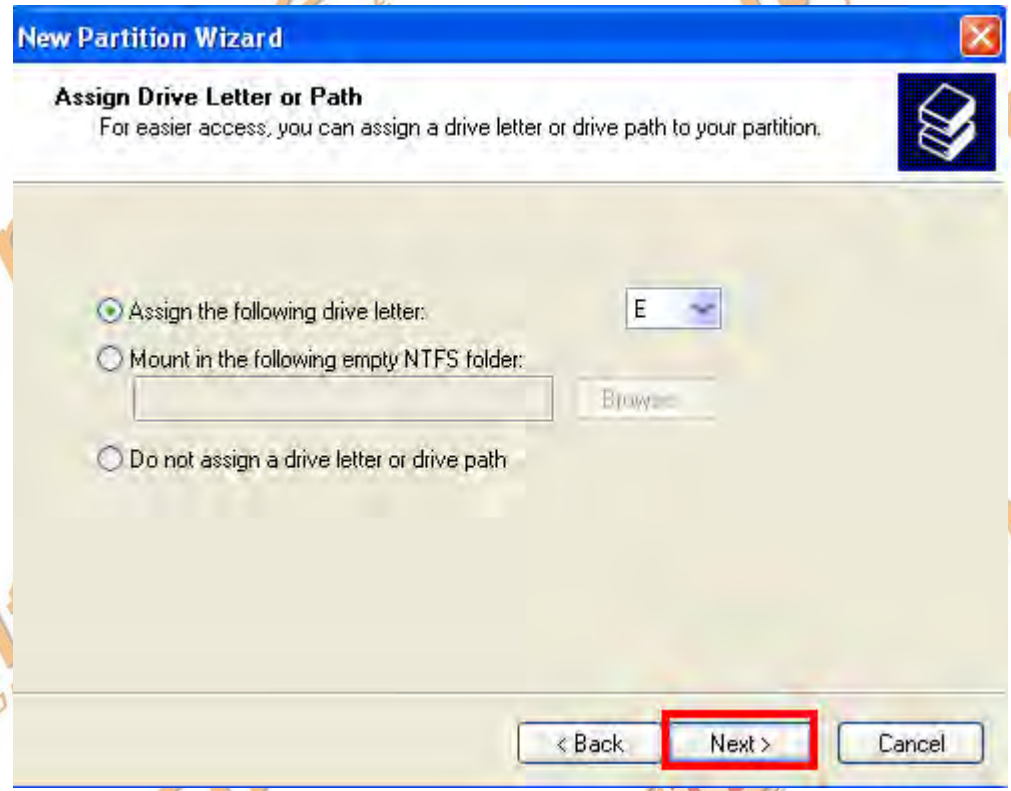 New Partition Wizard
Assign Drive Letter or Path
For easier access, you can assign a drive letter or drive path to your partition.
Assign the following drive letter: E
Mount in the following empty NTFS folder:
Browse...
Do not assign a drive letter or drive path
< Back Next > Cancel